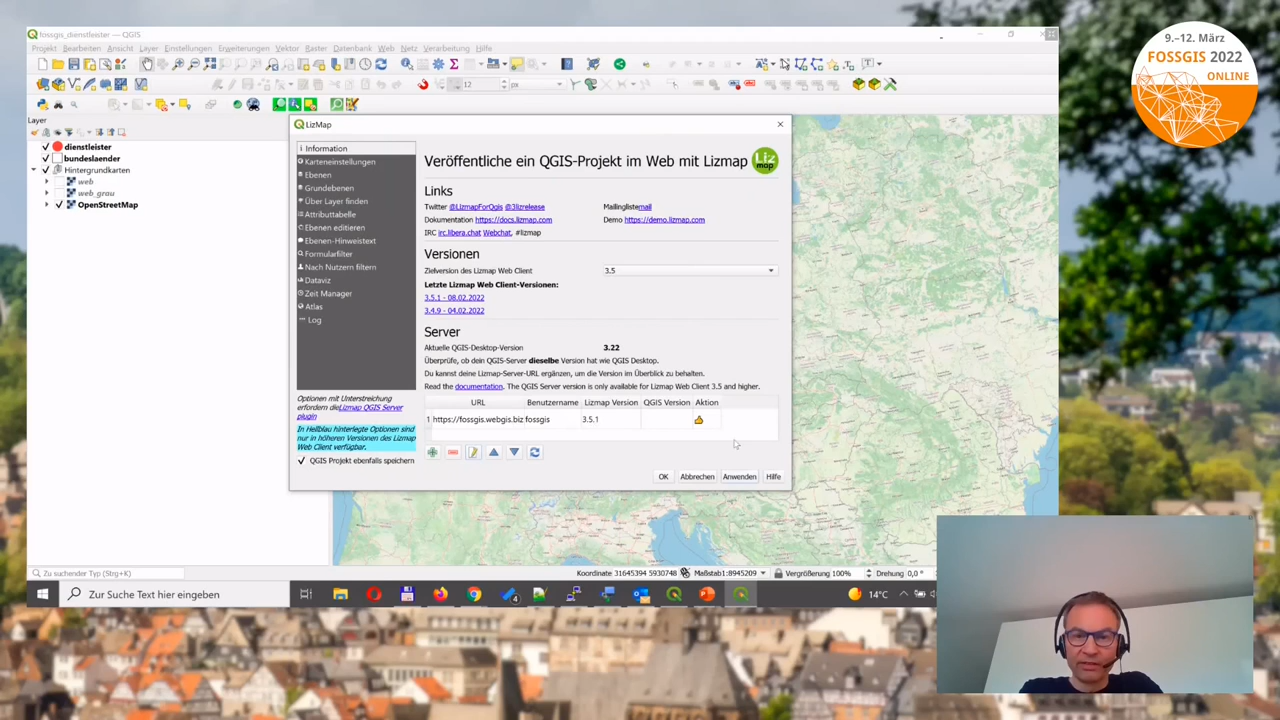 fossgis_dienstleister — QGIS
Projekt Bearbeiten Ansicht Layer Einstellungen Erweiterungen Vektor Raster Datenbank Web Netz Verarbeitung Hilfe
12 px
Layer
dienstleister
bundeslaender
Hintergrundkarten
web
web_grau
OpenStreetMap
LizMap
Information
Karteneinstellungen
Ebenen
Grundebenen
Über Layer finden
Attributtabelle
Ebenen editieren
Ebenen-Hinweistext
Formularfilter
Nach Nutzern filtern
Dataviz
Zeit Manager
Atlas
Log
Optionen mit Unterstreichung
erfordern die Lizmap QGIS Server
plugin
In Hellblau hinterlegte Optionen sind
nur in höheren Versionen des Lizmap
Web Client verfügbar.
QGIS Projekt ebenfalls speichern
Veröffentliche ein QGIS-Projekt im Web mit Lizmap
Liz
map
Links
Twitter @LizmapForQgis @3lizrelease Mailinglistemail
Dokumentation https://docs.lizmap.com Demo https://demo.lizmap.com
IRC irc.libera.chat Webchat, #lizmap
Versionen
Zielversion des Lizmap Web Client 3.5
Letzte Lizmap Web Client-Versionen:
3.5.1 - 08.02.2022
3.4.9 - 04.02.2022
Server
Aktuelle QGIS-Desktop-Version 3.22
Überprüfe, ob dein QGIS-Server dieselbe Version hat wie QGIS Desktop.
Du kannst deine Lizmap-Server-URL ergänzen, um die Version im Überblick zu behalten.
Read the documentation. The QGIS Server version is only available for Lizmap Web Client 3.5 and higher.
URL Benutzername Lizmap Version QGIS Version Aktion
1 https://fossgis.webgis.biz fossgis 3.5.1
OK Abbrechen Anwenden Hilfe
Zu suchender Typ (Strg+K)
Koordinate 31645394 5930748 Maßstab 1:8945209 Vergrößerung 100% Drehung 0,0 °
Zur Suche Text hier eingeben
14°C
9.–12. März
FOSSGIS 2022
ONLINE